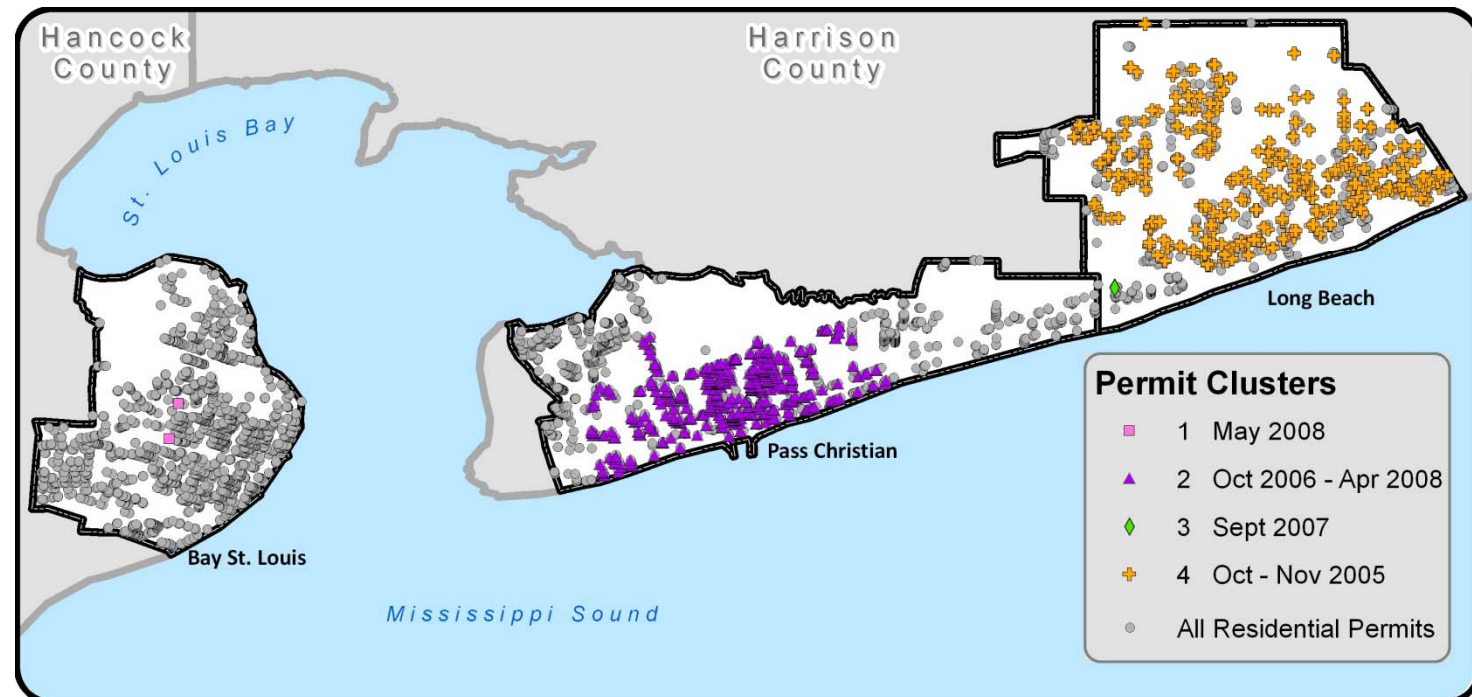 Hancock
County
Harrison
County
St. Louis Bay
Long Beach
Pass Christian
Bay St. Louis
Mississippi Sound
Permit Clusters
1 May 2008
2 Oct 2006 - Apr 2008
3 Sept 2007
4 Oct - Nov 2005
All Residential Permits